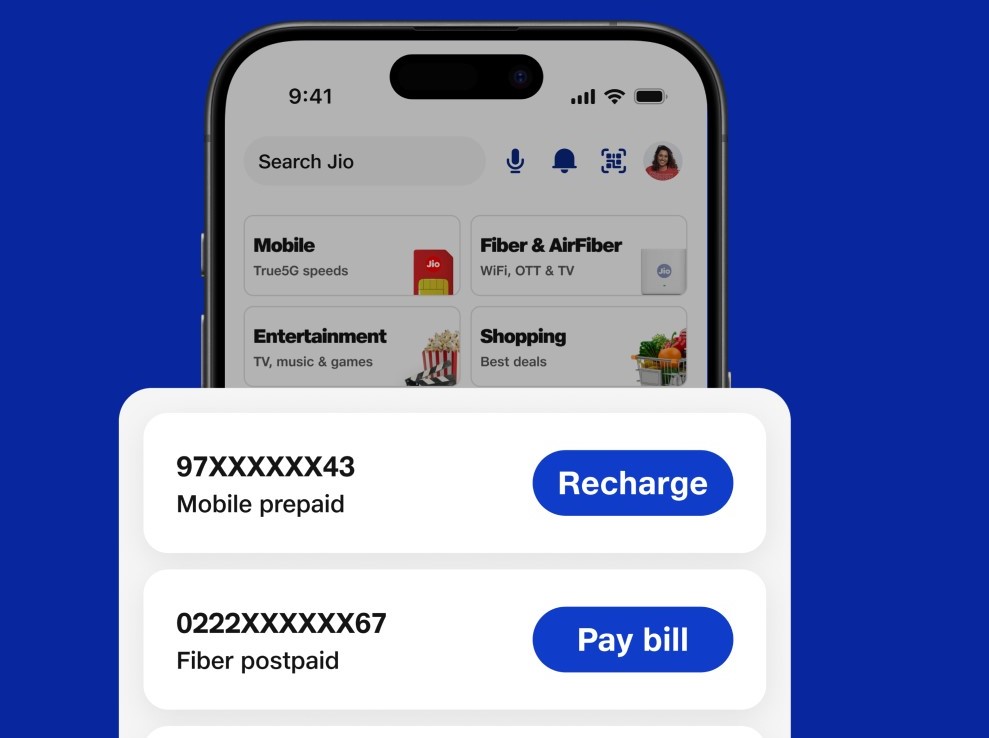 9:41
Search Jio
Mobile
True5G speeds
Jio
Fiber & AirFiber
WiFi, OTT & TV
Jio
Entertainment
TV, music & games
Shopping
Best deals
97XXXXXX43
Mobile prepaid
Recharge
0222XXXXXX67
Fiber postpaid
Pay bill